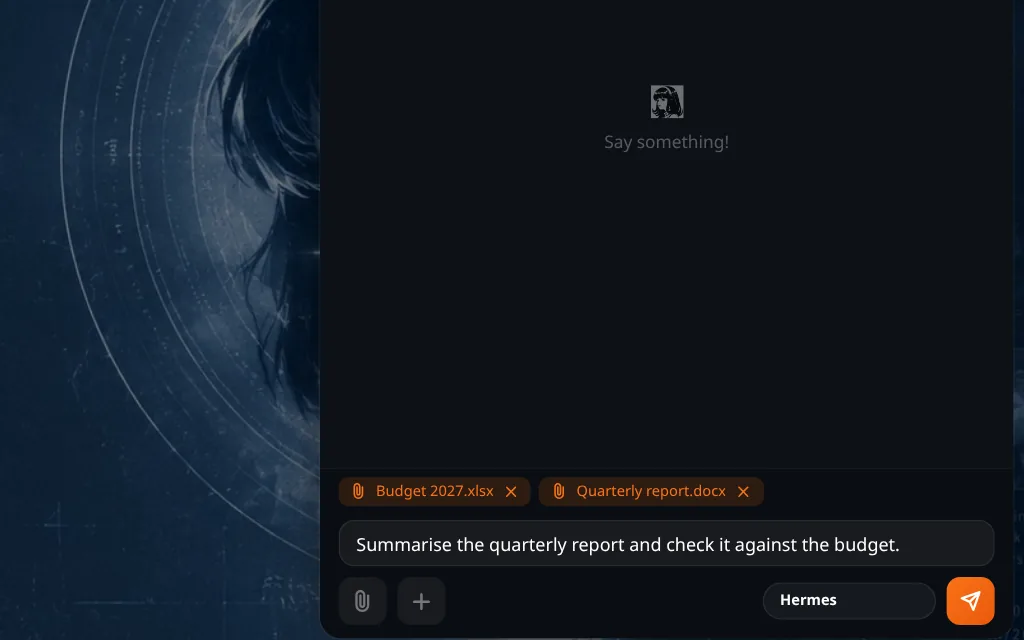 Say something!
Budget 2027.xlsx
Quarterly report.docx
Summarise the quarterly report and check it against the budget.
Hermes